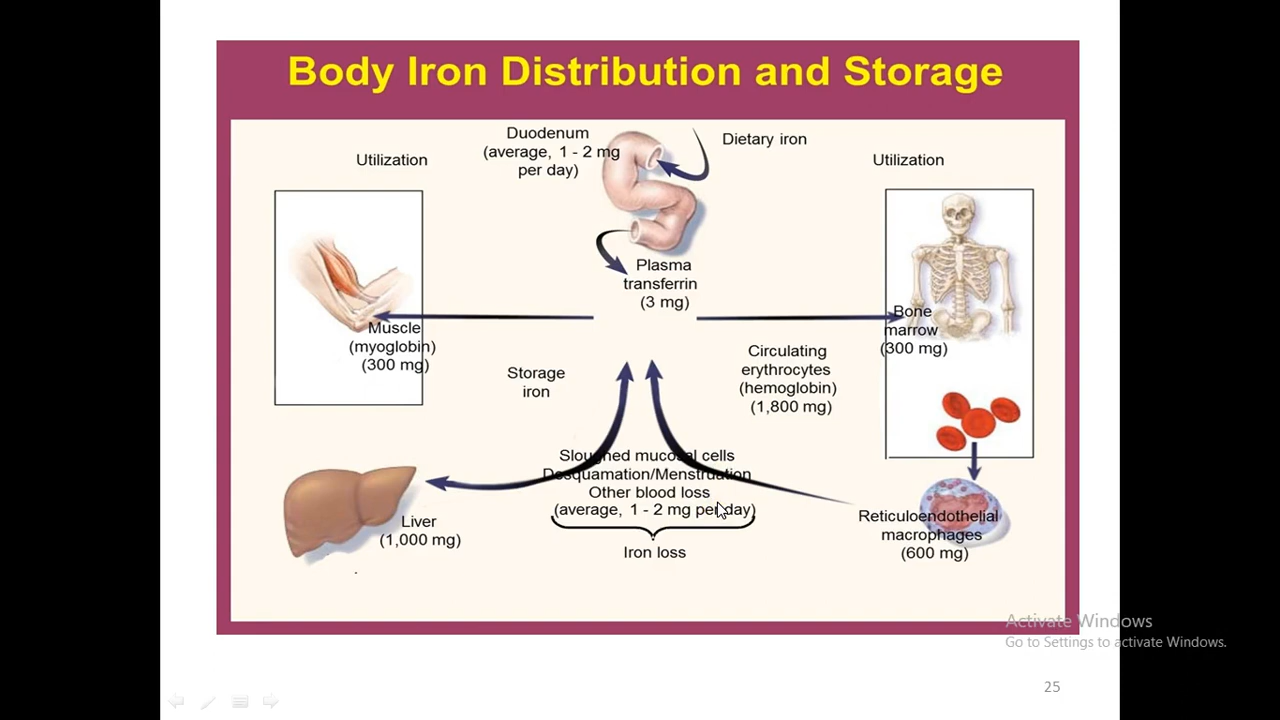 Body Iron Distribution and Storage
Duodenum
(average, 1 - 2 mg
per day)
Dietary iron
Utilization
Utilization
Plasma
transferrin
(3 mg)
Muscle
(myoglobin)
(300 mg)
Bone
marrow
(300 mg)
Storage
iron
Circulating
erythrocytes
(hemoglobin)
(1,800 mg)
Sloughed mucosal cells
Desquamation/Menstruation
Other blood loss
(average, 1 - 2 mg per day)
Iron loss
Liver
(1,000 mg)
Reticuloendothelial
macrophages
(600 mg)
Activate Windows
Go to Settings to activate Windows.
25